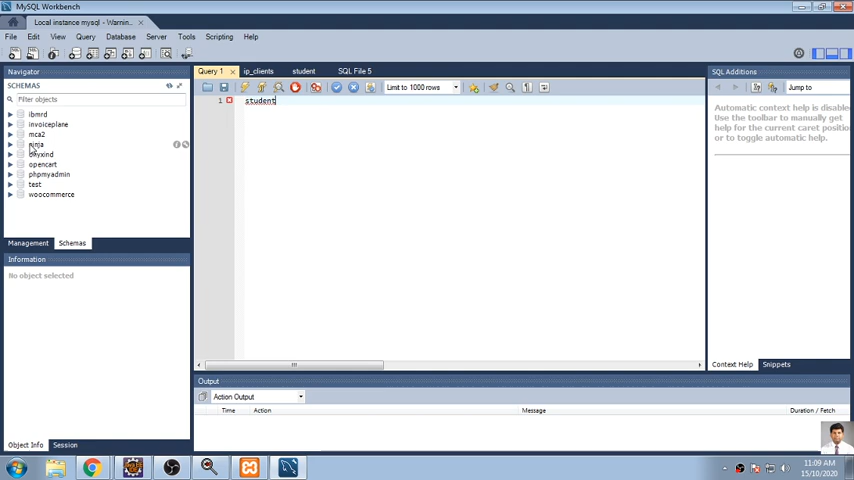 MySQL Workbench
Local instance mysql - Warnin...
File Edit View Query Database Server Tools Scripting Help
Navigator
SCHEMAS
Filter objects
ibmrd
invoiceplane
mca2
ninja
onyxind
opencart
phpmyadmin
test
woocommerce
Management Schemas
Information
No object selected
Object Info Session
Query 1 ip_clients student SQL File 5
Limit to 1000 rows
1 student
Output
Action Output
Time Action Message Duration / Fetch
SQL Additions
Jump to
Automatic context help is disable
Use the toolbar to manually get
help for the current caret positio
or to toggle automatic help.
Context Help Snippets
11:09 AM
15/10/2020